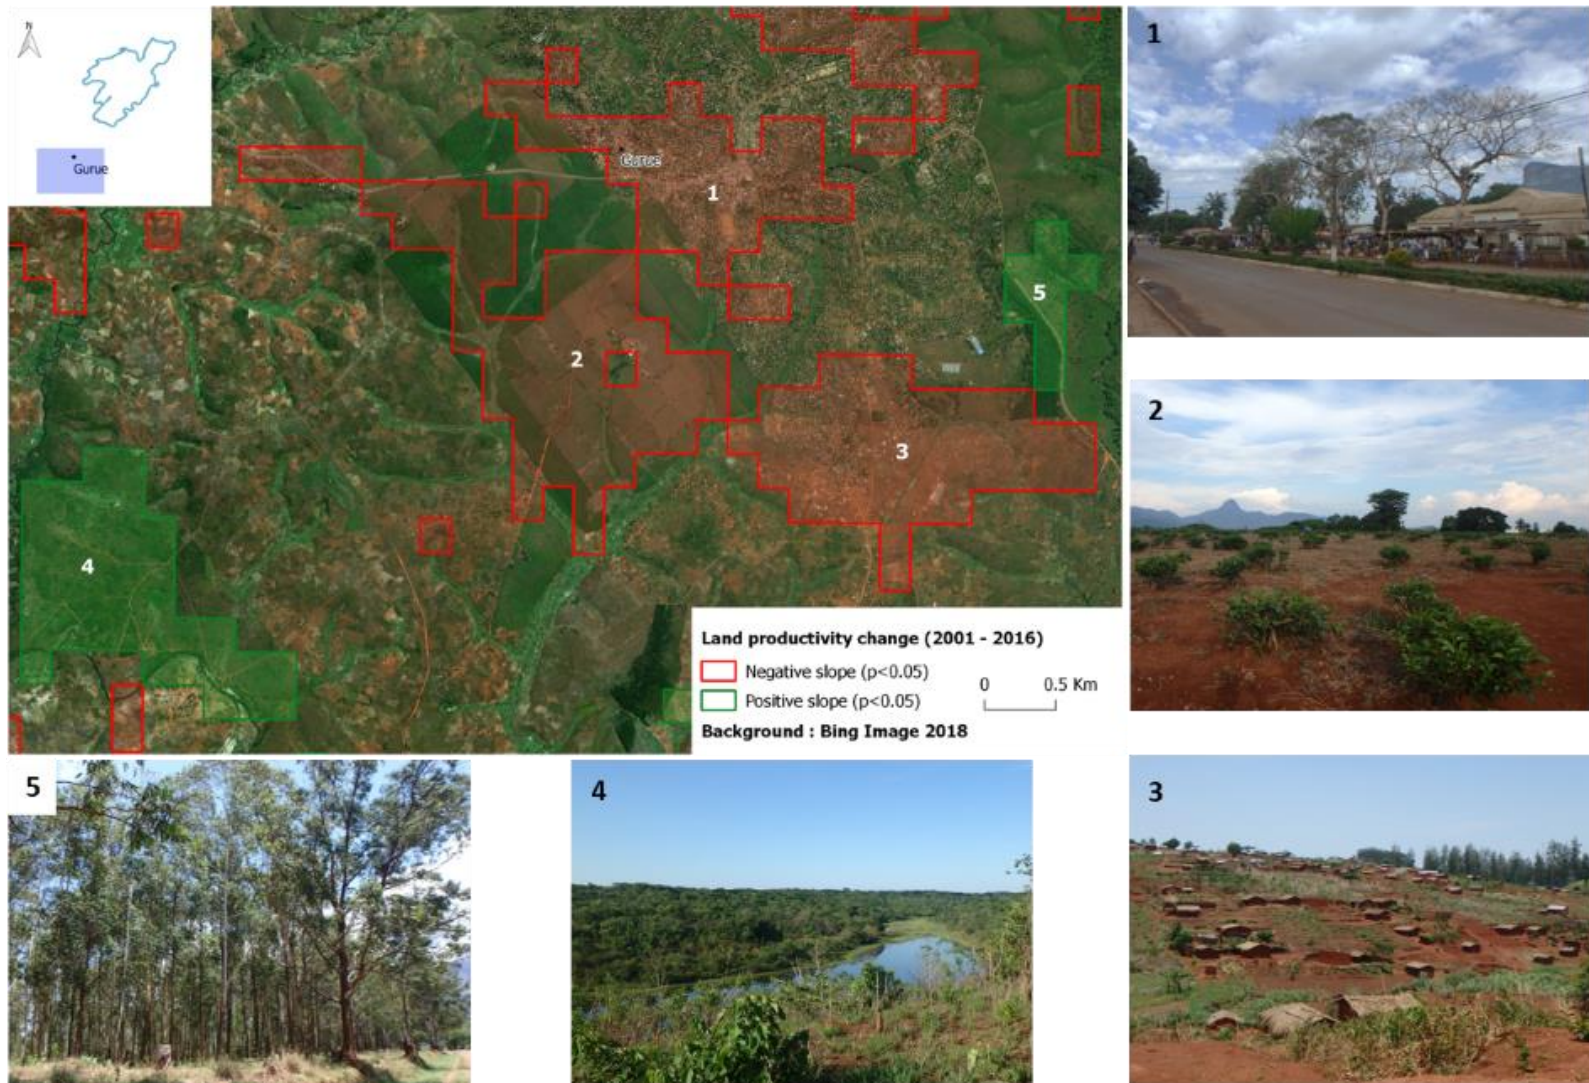 N
Gurue
Gurue
1
2
3
4
5
Land productivity change (2001 - 2016)
Negative slope (p<0.05)
Positive slope (p<0.05)
0 0.5 Km
Background : Bing Image 2018
1
2
5
4
3